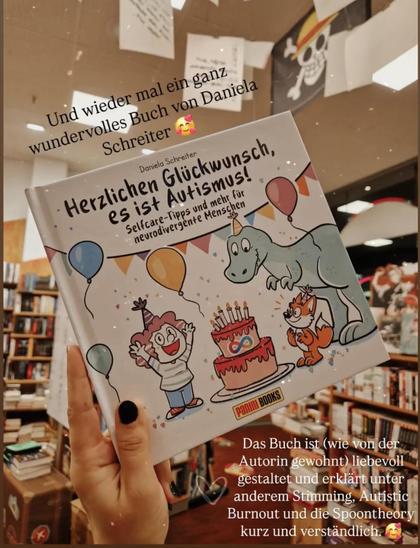 Und wieder mal ein ganz
wundervolles Buch von Daniela
Schreiter 🥰
Daniela Schreiter
Herzlichen Glückwunsch,
es ist Autismus!
Selfcare-Tipps und mehr für
neurodivergente Menschen
PANINI BOOKS
Das Buch ist (wie von der
Autorin gewohnt) liebevoll
gestaltet und erklärt unter
anderem Stimming, Autistic
Burnout und die Spoontheory
kurz und verständlich. 🥰